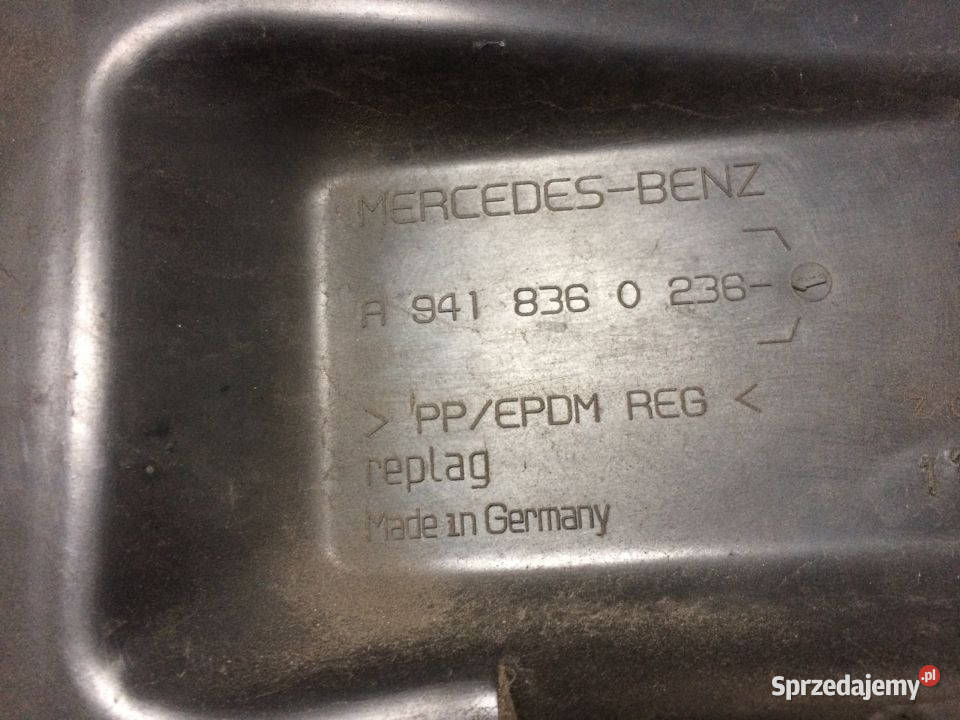 MERCEDES-BENZ
A 941 836 0 236-
> PP/EPDM REG <
replag
Made in Germany
Sprzedajemy.pl